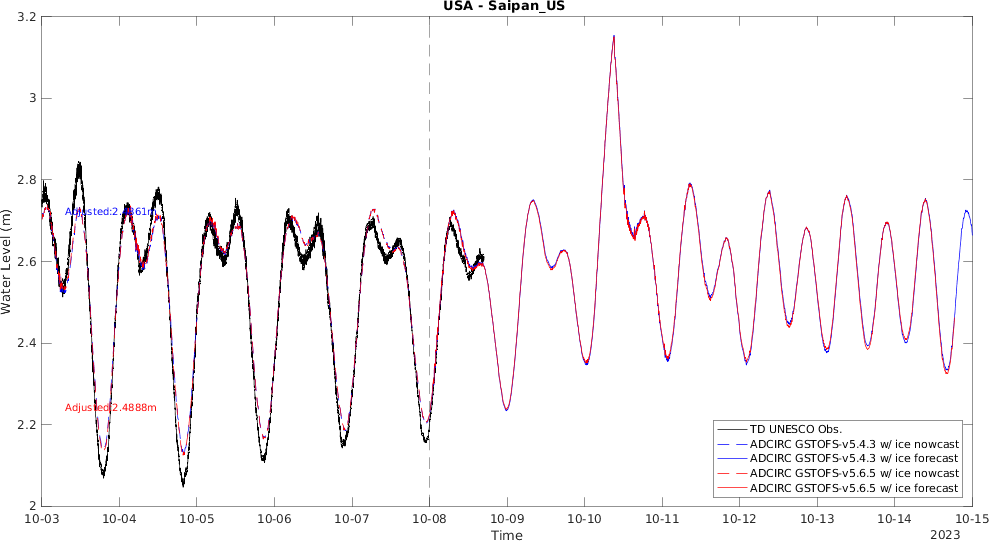 USA - Saipan_US
3.2
3
2.8
2.6
2.4
2.2
2
Water Level (m)
Adjusted:2.4888m
10-03
10-04
10-05
10-06
10-07
10-08
10-09
10-10
10-11
10-12
10-13
10-14
10-15
Time
2023
TD UNESCO Obs.
ADCIRC GSTOFS-v5.4.3 w/ ice nowcast
ADCIRC GSTOFS-v5.4.3 w/ ice forecast
ADCIRC GSTOFS-v5.6.5 w/ ice nowcast
ADCIRC GSTOFS-v5.6.5 w/ ice forecast